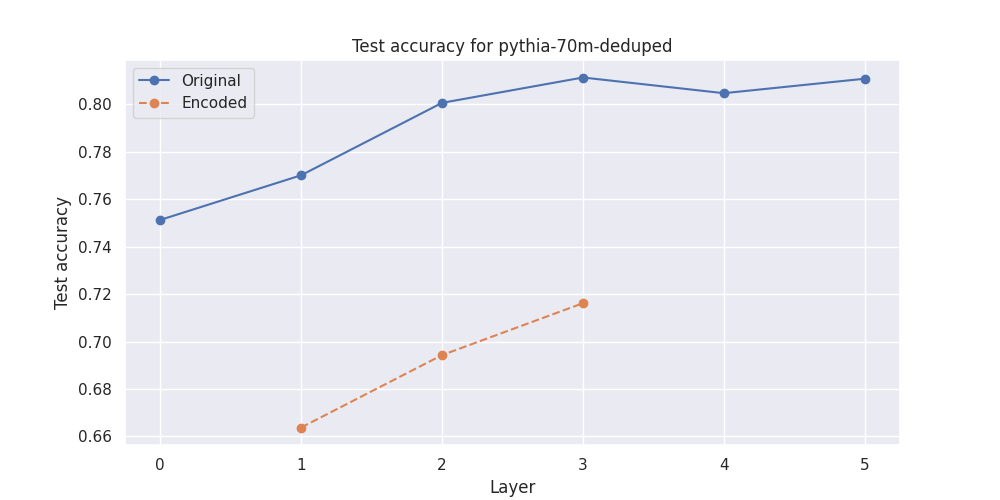 Test accuracy for pythia-70m-deduped
Original
Encoded
Test accuracy
0.80
0.78
0.76
0.74
0.72
0.70
0.68
0.66
0 1 2 3 4 5
Layer